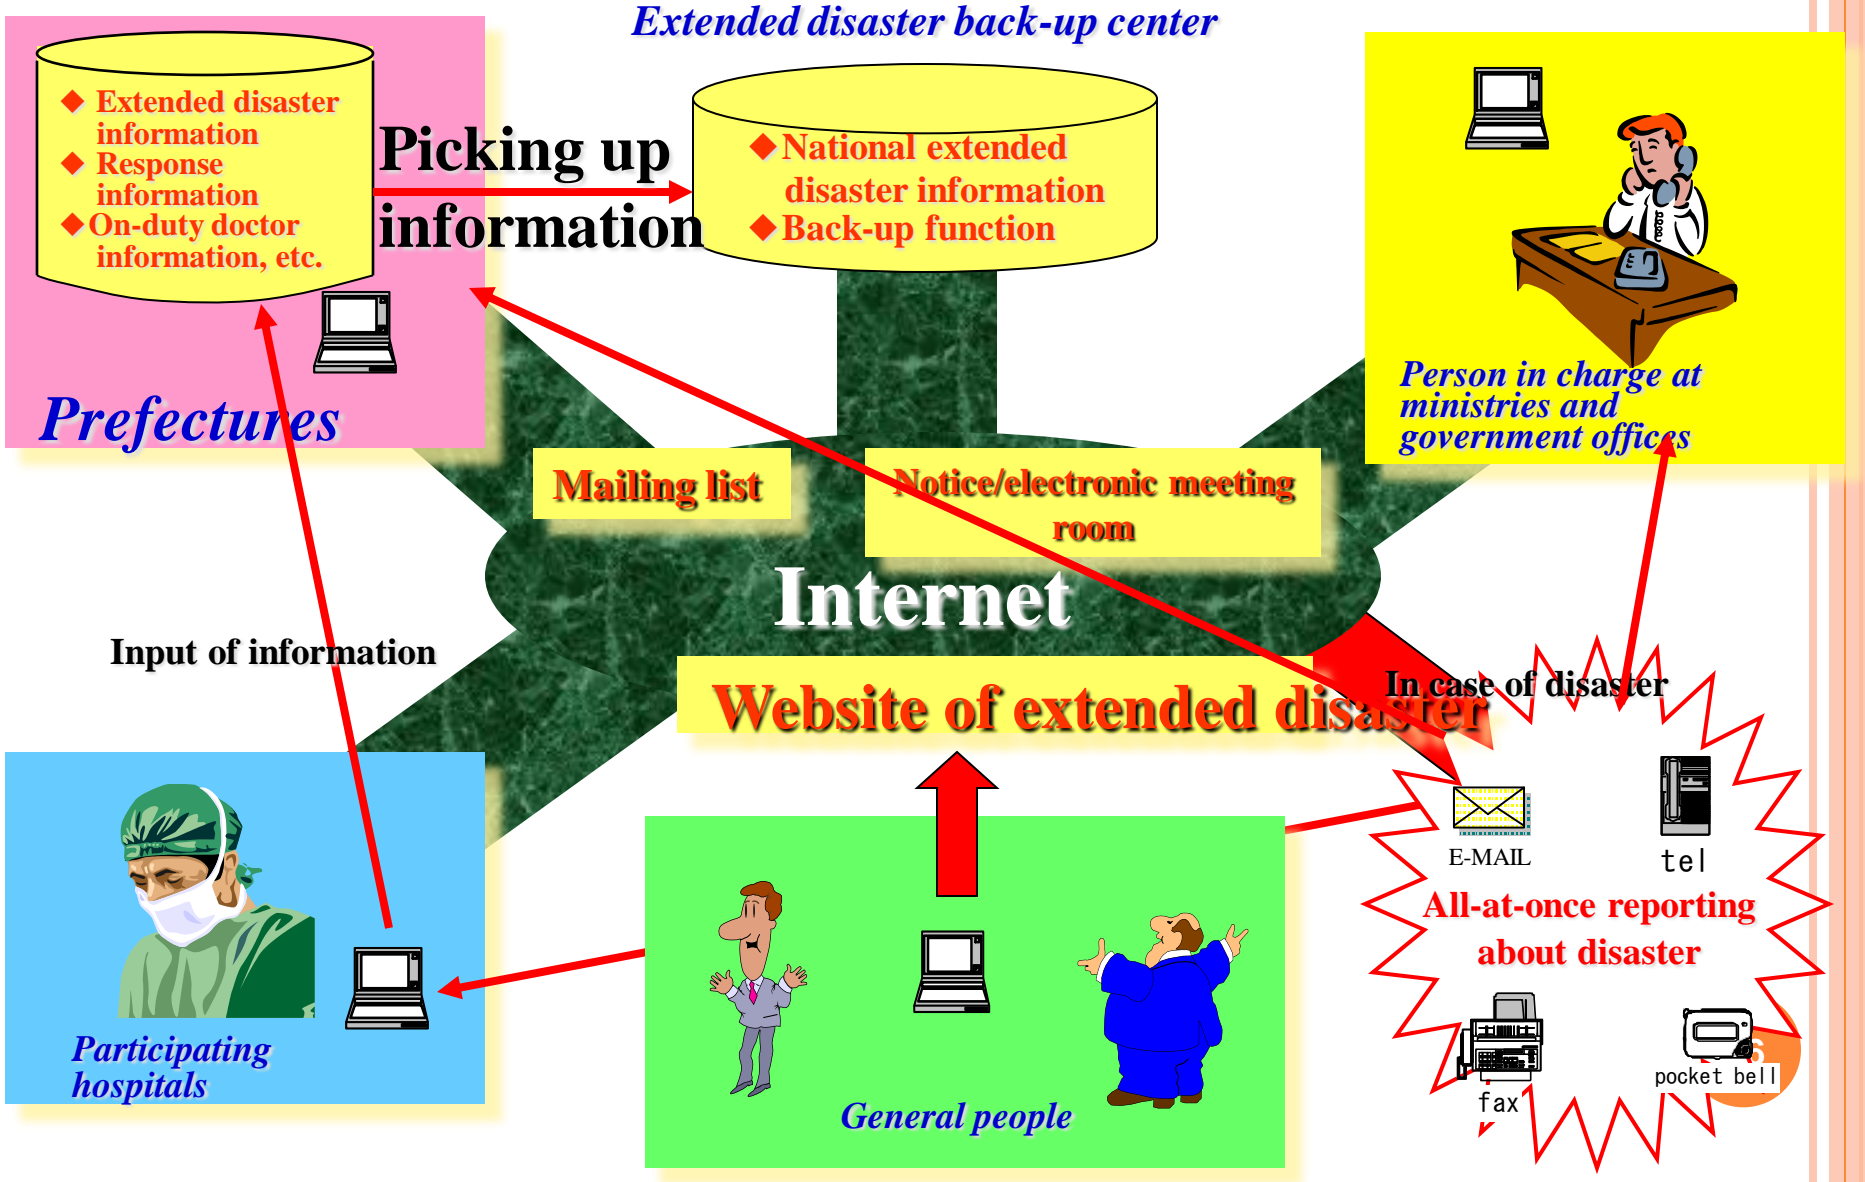 Extended disaster back-up center
◆ Extended disaster
information
◆ Response
information
◆On-duty doctor
information, etc.
Prefectures
Picking up
information
◆National extended
disaster information
◆Back-up function
Person in charge at
ministries and
government offices
Mailing list
Notice/electronic meeting
room
Internet
Website of extended disaster
Input of information
In case of disaster
E-MAIL
tel
All-at-once reporting
about disaster
fax
pocket bell
Participating
hospitals
General people